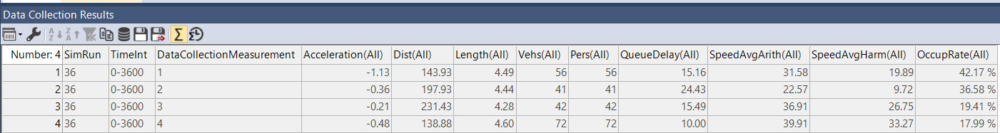 Data Collection Results
Number: 4 SimRun TimeInt DataCollectionMeasurement Acceleration(All) Dist(All) Length(All) Vehs(All) Pers(All) QueueDelay(All) SpeedAvgArith(All) SpeedAvgHarm(All) OccupRate(All)
1 36 0-3600 1 -1.13 143.93 4.49 56 56 15.16 31.58 19.89 42.17 %
2 36 0-3600 2 -0.36 197.93 4.44 41 41 24.43 22.57 9.72 36.58 %
3 36 0-3600 3 -0.21 231.43 4.28 42 42 15.49 36.91 26.75 19.41 %
4 36 0-3600 4 -0.48 138.88 4.60 72 72 10.00 39.91 33.27 17.99 %